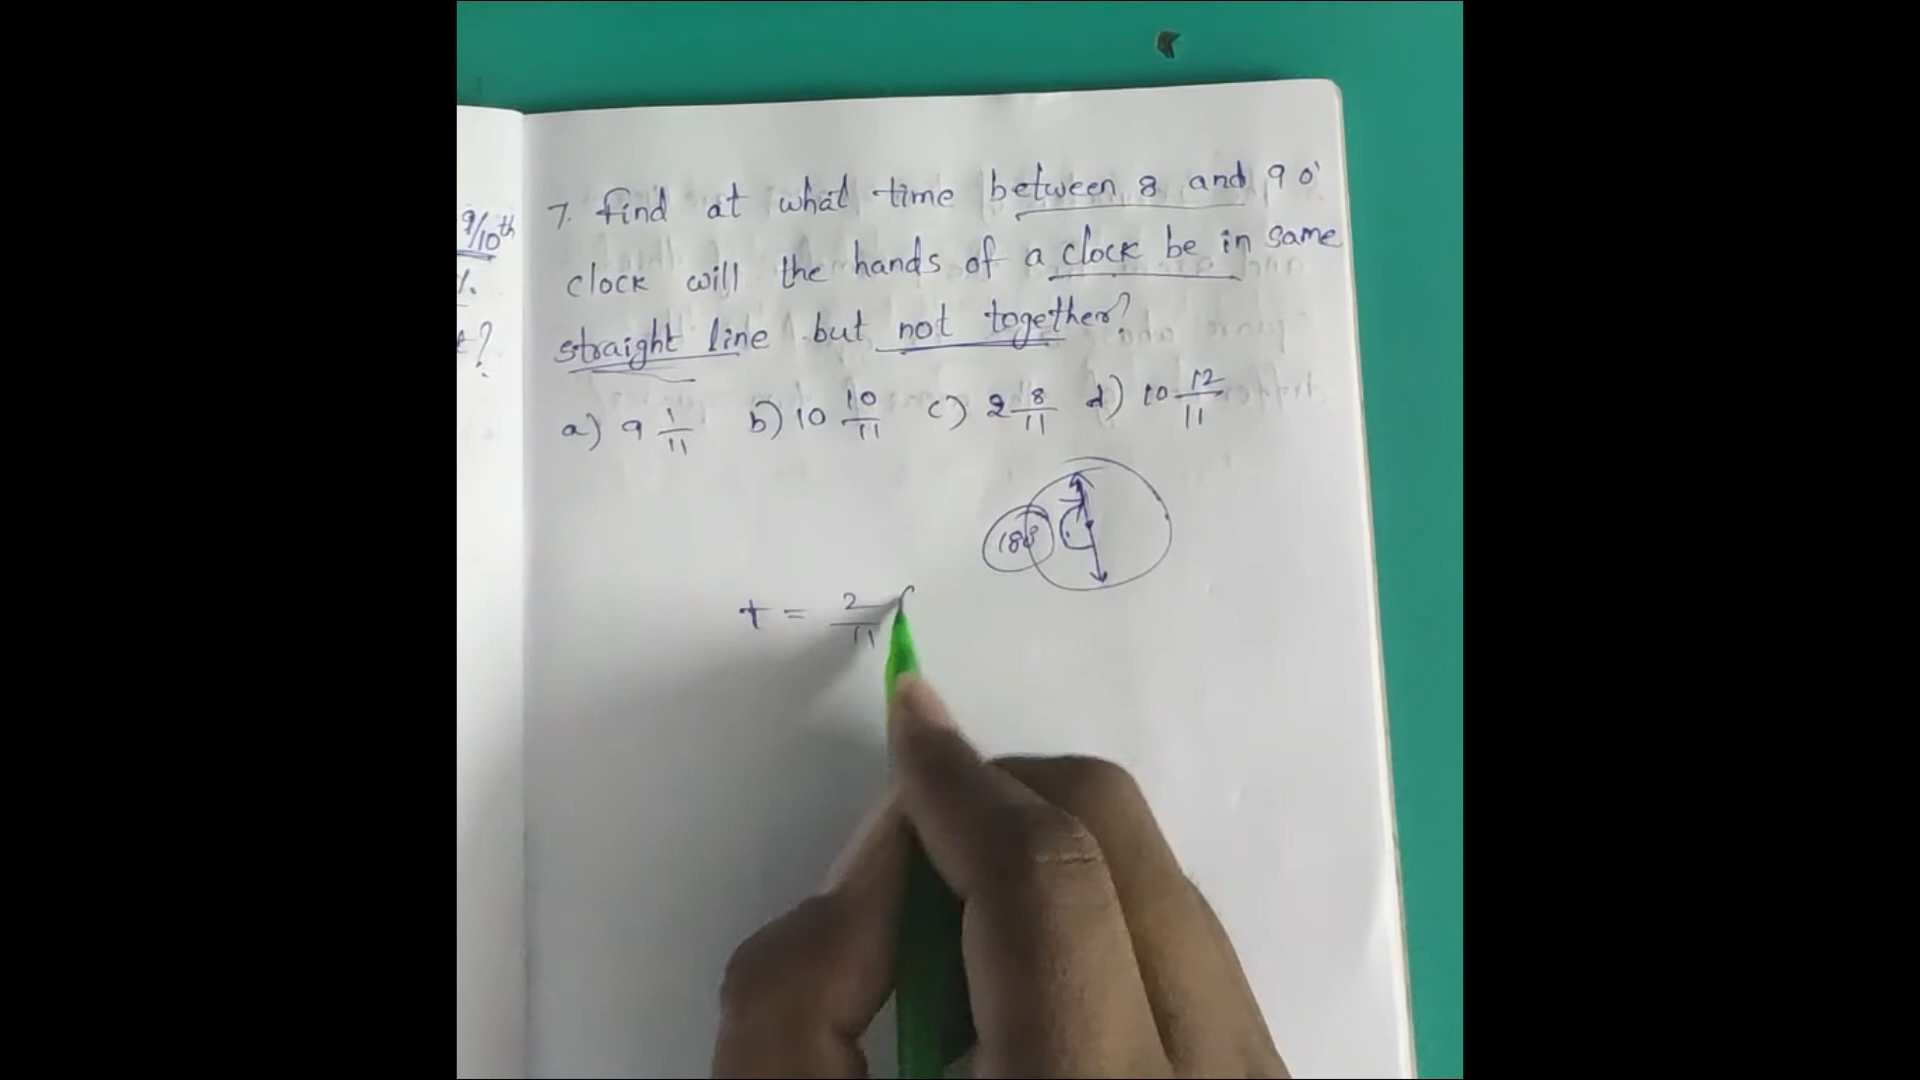 9/10th
7. Find at what time between 8 and 9 o'
clock will the hands of a clock be in same
straight line but not together?
a) 9 1/11 b) 10 10/11 c) 2 8/11 d) 10 12/11
180
t = 2/11